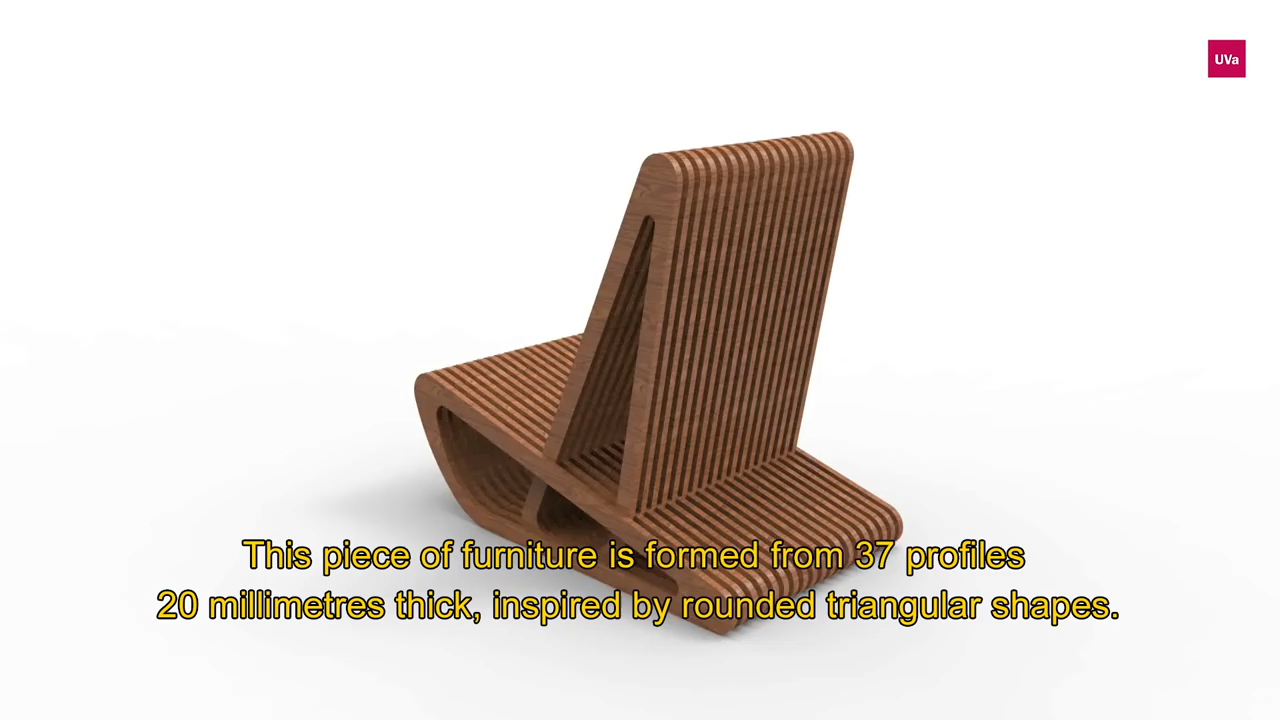 UVa
This piece of furniture is formed from 37 profiles
20 millimetres thick, inspired by rounded triangular shapes.